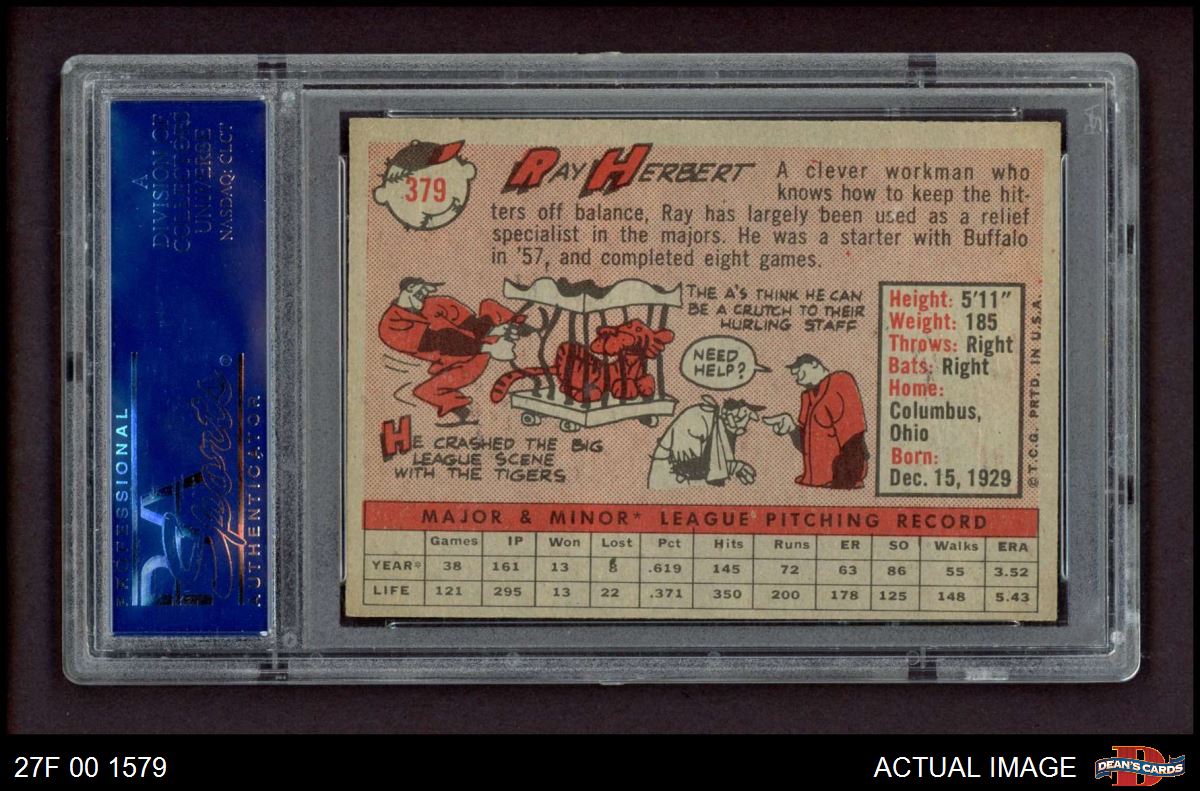 A
DIVISION OF
COLLECTORS
UNIVERSE
NASDAQ: CLCT
PROFESSIONAL
PSA
Sports
AUTHENTICATOR
379
RAY HERBERT
A clever workman who
knows how to keep the hit-
ters off balance, Ray has largely been used as a relief
specialist in the majors. He was a starter with Buffalo
in '57, and completed eight games.
THE A'S THINK HE CAN
BE A CRUTCH TO THEIR
HURLING STAFF
NEED
HELP?
HE CRASHED THE BIG
LEAGUE SCENE
WITH THE TIGERS
Height: 5'11"
Weight: 185
Throws: Right
Bats: Right
Home:
Columbus,
Ohio
Born:
Dec. 15, 1929
©T.C.G. PRTD. IN U.S.A.
MAJOR & MINOR* LEAGUE PITCHING RECORD
Games IP Won Lost Pct Hits Runs ER SO Walks ERA
YEAR* 38 161 13 8 .619 145 72 63 86 55 3.52
LIFE 121 295 13 22 .371 350 200 178 125 148 5.43
27F 00 1579
ACTUAL IMAGE
DEAN'S CARDS